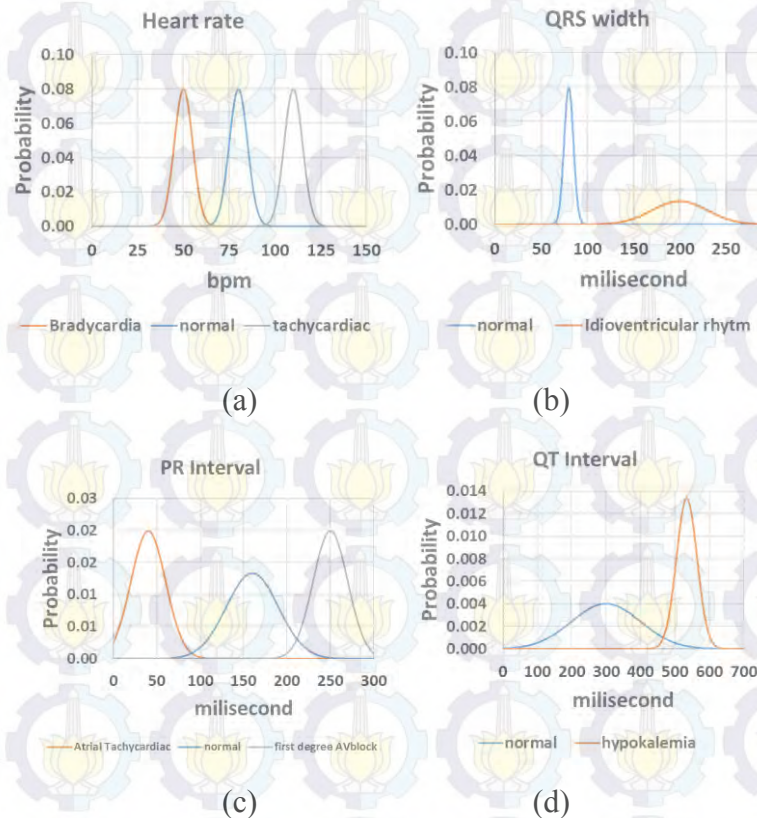 Heart rate
0.10
0.08
0.06
0.04
0.02
0.00
Probability
0 25 50 75 100 125 150
bpm
Bradycardia normal tachycardiac
(a)
QRS width
0.10
0.08
0.06
0.04
0.02
0.00
Probability
0 50 100 150 200 250
milisecond
normal Idioventricular rhytm
(b)
PR Interval
0.03
0.02
0.02
0.01
0.01
0.00
Probability
0 50 100 150 200 250 300
milisecond
Atrial Tachycardiac normal first degree AVblock
(c)
QT Interval
0.014
0.012
0.010
0.008
0.006
0.004
0.002
0.000
Probability
0 100 200 300 400 500 600 700
milisecond
normal hypokalemia
(d)